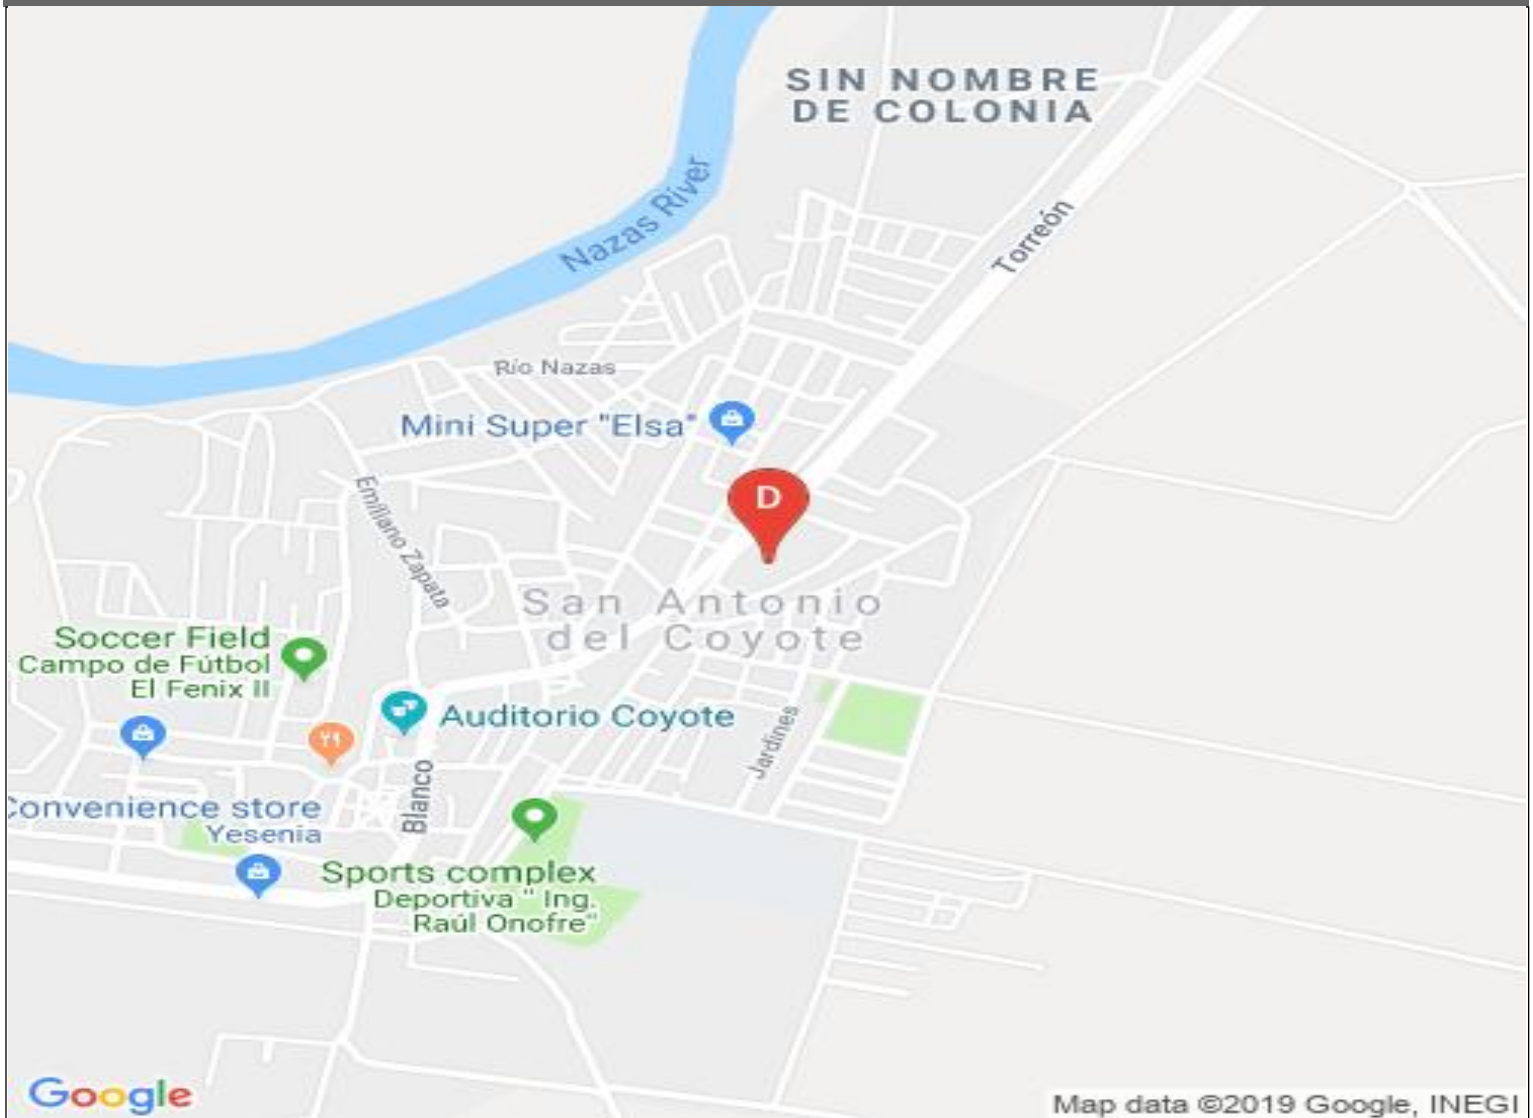 SIN NOMBRE
DE COLONIA
Nazas River
Torreón
Río Nazas
Mini Super "Elsa"
D
Emiliano Zapata
San Antonio
del Coyote
Soccer Field
Campo de Fútbol
El Fenix II
Auditorio Coyote
Jardines
Blanco
Convenience store
Yesenia
Sports complex
Deportiva " Ing.
Raúl Onofre"
Google
Map data ©2019 Google, INEGI